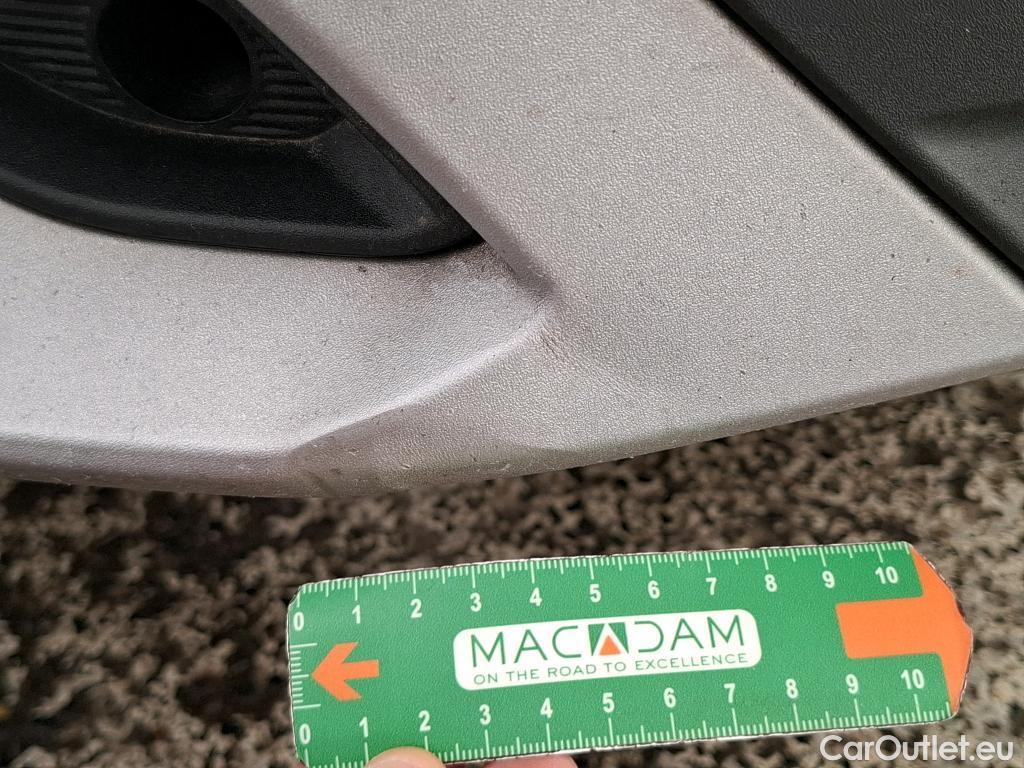 0 1 2 3 4 5 6 7 8 9 10
MACADAM
ON THE ROAD TO EXCELLENCE
0 1 2 3 4 5 6 7 8 9 10
CarOutlet.eu